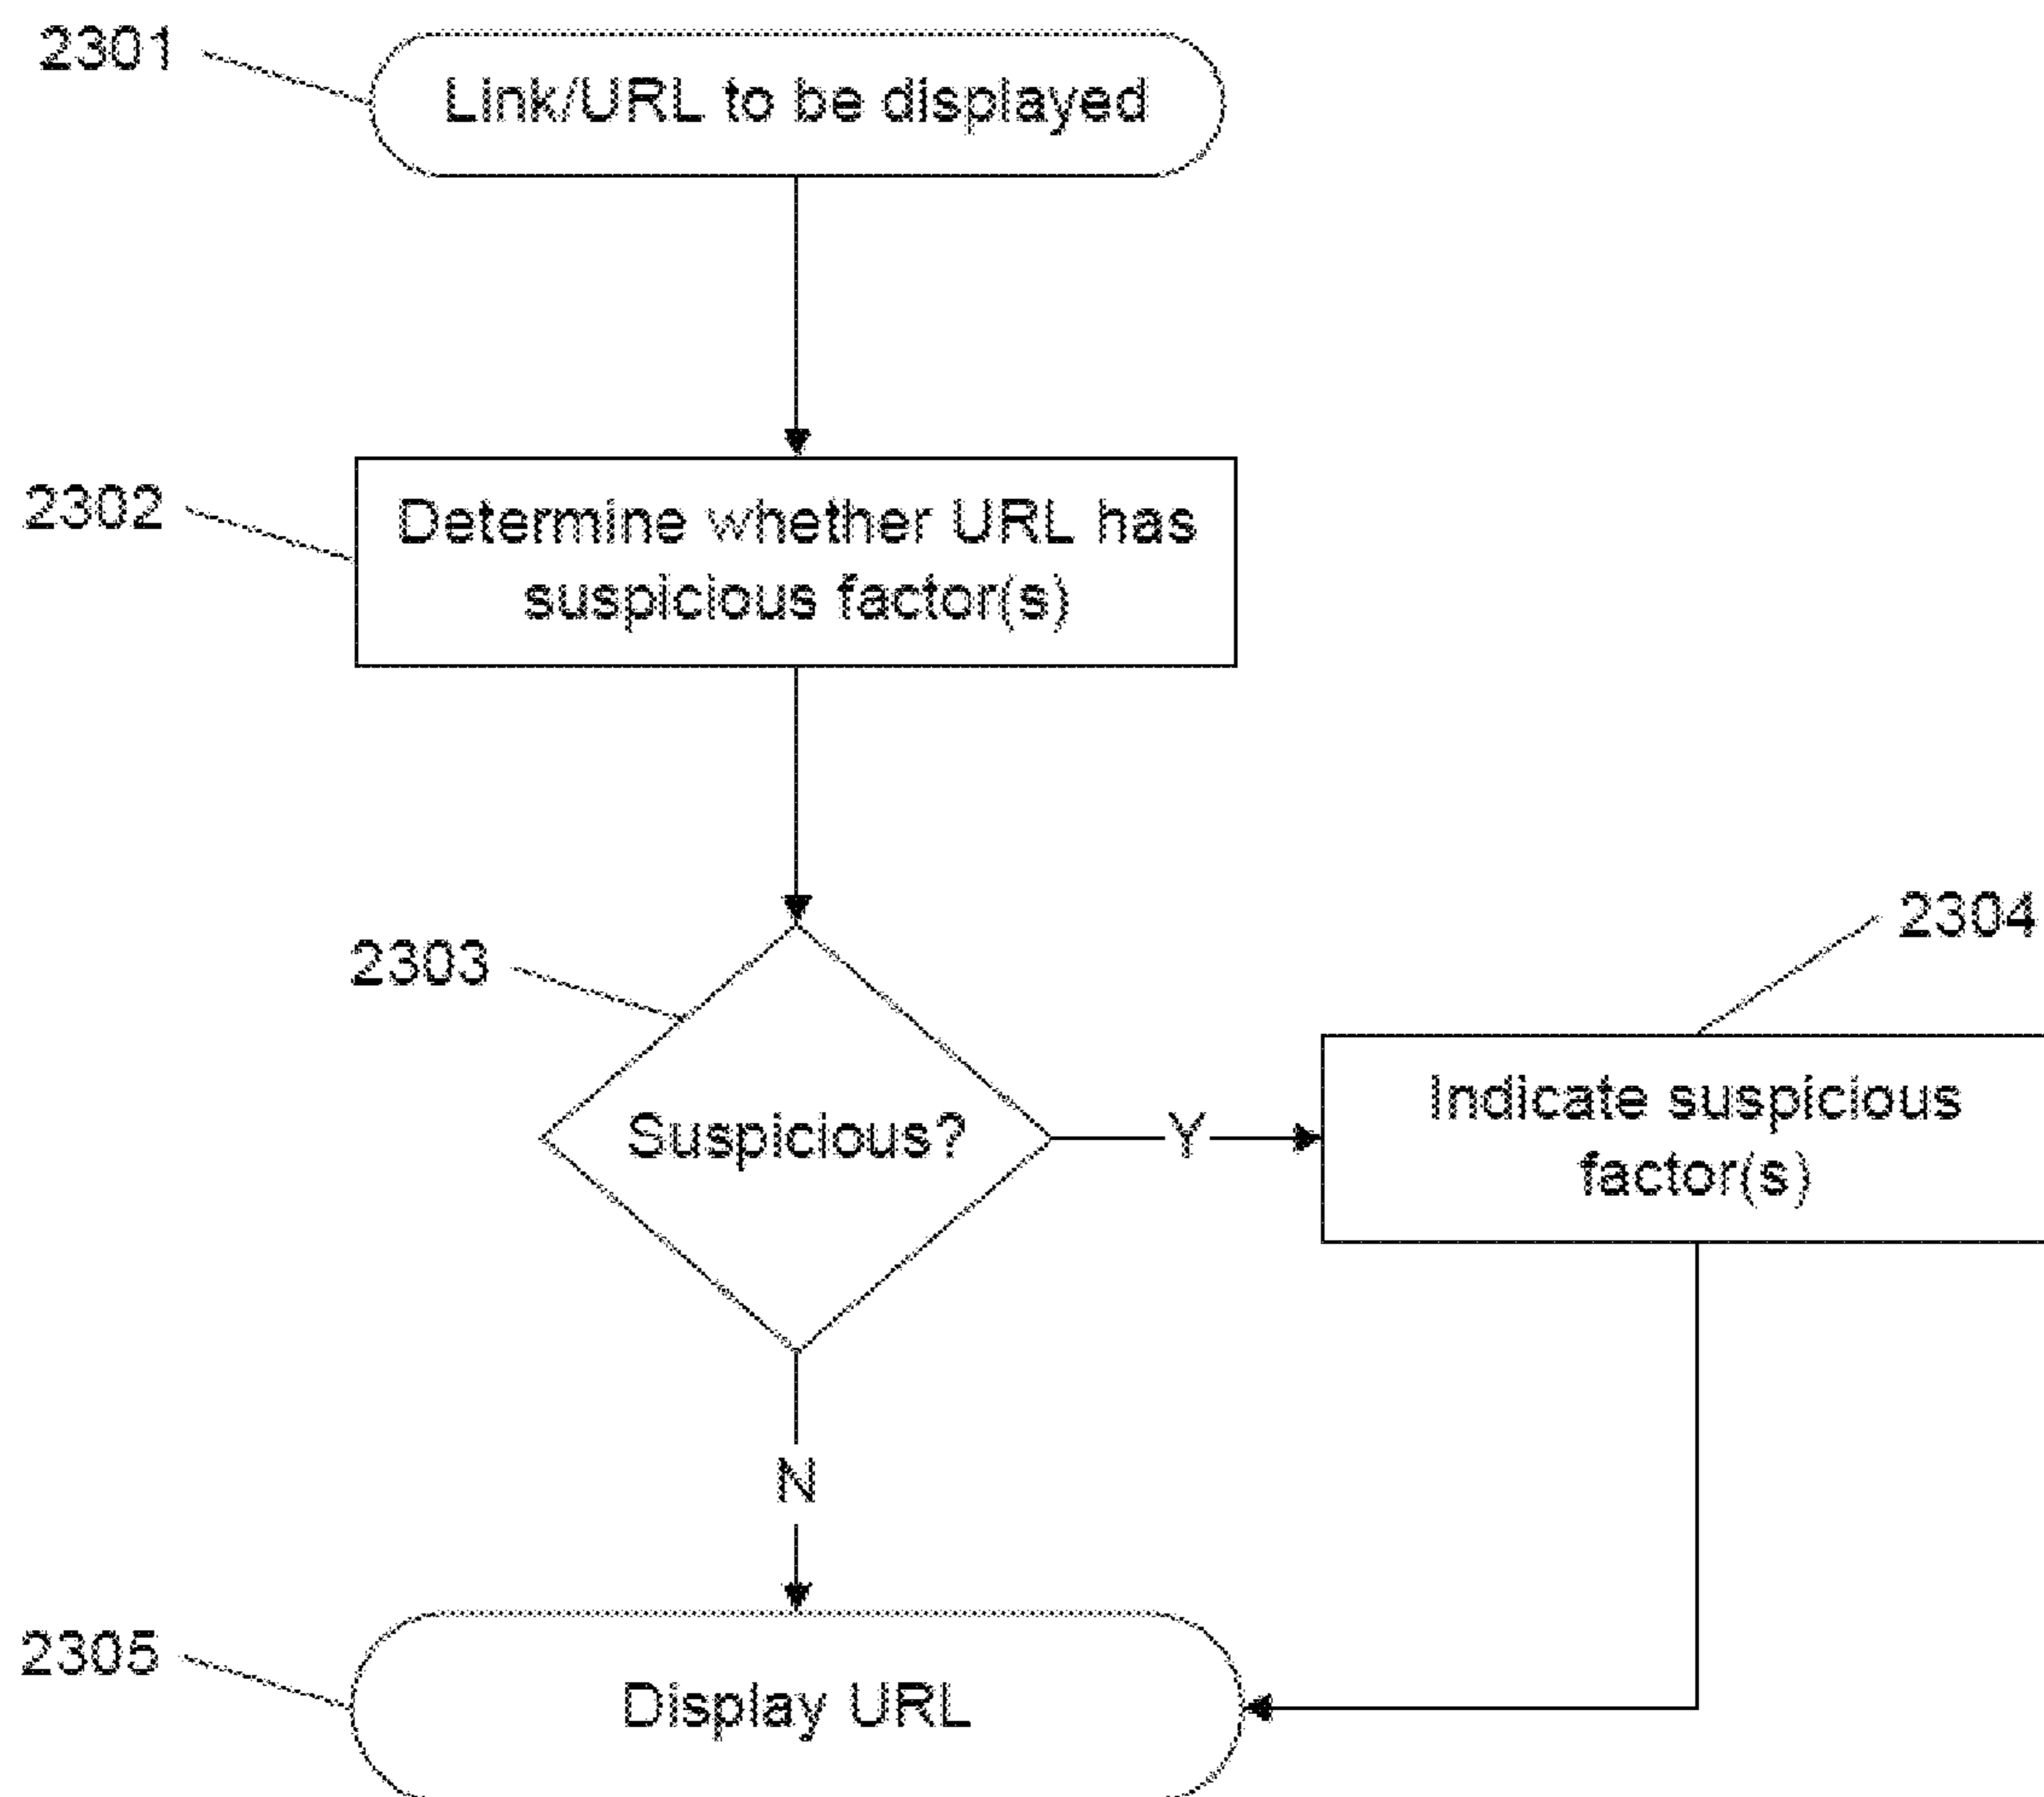 2301
Link/URL to be displayed
2302
Determine whether URL has
suspicious factor(s)
2303
2304
Suspicious?
Y
Indicate suspicious
factor(s)
N
2305
Display URL